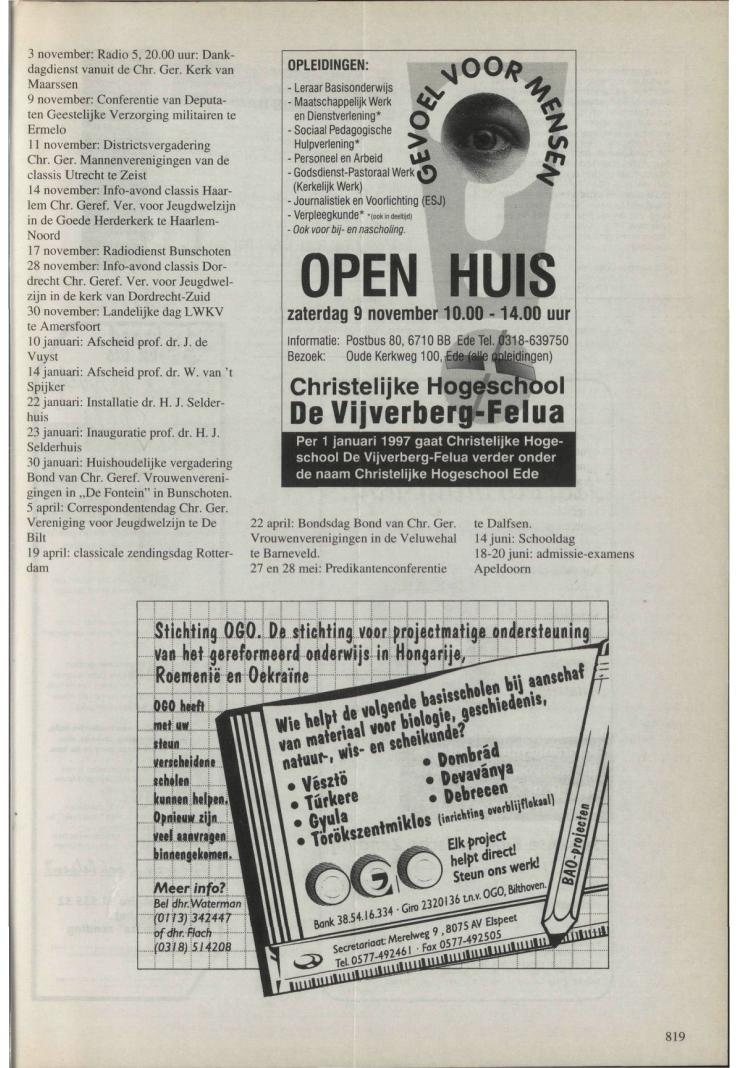 3 november: Radio 5, 20.00 uur: Dank-
dagdienst vanuit de Chr. Ger. Kerk van
Maarssen
9 november: Conferentie van Deputa-
ten Geestelijke Verzorging militairen te
Ermelo
11 november: Districtsvergadering
Chr. Ger. Mannenverenigingen van de
classis Utrecht te Zeist
14 november: Info-avond classis Haar-
lem Chr. Geref. Ver. voor Jeugdwelzijn
in de Goede Herderkerk te Haarlem-
Noord
17 november: Radiodienst Bunschoten
28 november: Info-avond classis Dor-
drecht Chr. Geref. Ver. voor Jeugdwel-
zijn in de kerk van Dordrecht-Zuid
30 november: Landelijke dag LWKV
te Amersfoort
10 januari: Afscheid prof. dr. J. de
Vuyst
14 januari: Afscheid prof. dr. W. van 't
Spijker
22 januari: Installatie dr. H. J. Selder-
huis
23 januari: Inauguratie prof. dr. H. J.
Selderhuis
30 januari: Huishoudelijke vergadering
Bond van Chr. Geref. Vrouwenvereni-
gingen in „De Fontein" in Bunschoten.
5 april: Correspondentendag Chr. Ger.
Vereniging voor Jeugdwelzijn te De
Bilt
19 april: classicale zendingsdag Rotter-
dam
OPLEIDINGEN:
- Leraar Basisonderwijs
- Maatschappelijk Werk
en Dienstverlening*
- Sociaal Pedagogische
Hulpverlening*
- Personeel en Arbeid
- Godsdienst-Pastoraal Werk
(Kerkelijk Werk)
- Journalistiek en Voorlichting (ESJ)
- Verpleegkunde* *(ook in deeltijd)
- Ook voor bij- en nascholing.
GEVOEL VOOR MENSEN
OPEN HUIS
zaterdag 9 november 10.00 - 14.00 uur
Informatie: Postbus 80, 6710 BB Ede Tel. 0318-639750
Bezoek: Oude Kerkweg 100, Ede (alle opleidingen)
Christelijke Hogeschool
De Vijverberg-Felua
Per 1 januari 1997 gaat Christelijke Hoge-
school De Vijverberg-Felua verder onder
de naam Christelijke Hogeschool Ede
22 april: Bondsdag Bond van Chr. Ger.
Vrouwenverenigingen in de Veluwehal
te Barneveld.
27 en 28 mei: Predikantenconferentie
te Dalfsen.
14 juni: Schooldag
18-20 juni: admissie-examens
Apeldoorn
Stichting OGO. De stichting voor projectmatige ondersteuning
van het gereformeerd onderwijs in Hongarije,
Roemenië en Oekraïne
OGO heeft
met uw
steun
verscheidene
scholen
kunnen helpen.
Opnieuw zijn
veel aanvragen
binnengekomen.
Meer info?
Bel dhr. Waterman
(0113) 342447
of dhr. Flach
(0318) 514208
Wie helpt de volgende basisscholen bij aanschaf
van materiaal voor biologie, geschiedenis,
natuur-, wis- en scheikunde?
• Vésztö
• Túrkere
• Gyula
• Törökszentmiklos (inrichting overblijflokaal)
• Dombrád
• Devaványa
• Debrecen
OGO
Elk project
helpt direct!
Steun ons werk!
Bank 38.54.16.334 · Giro 2320136 t.n.v. OGO, Bilthoven.
Secretariaat: Merelweg 9, 8075 AV Elspeet
Tel. 0577-492461 · Fax 0577-492505
BAO-projecten
819